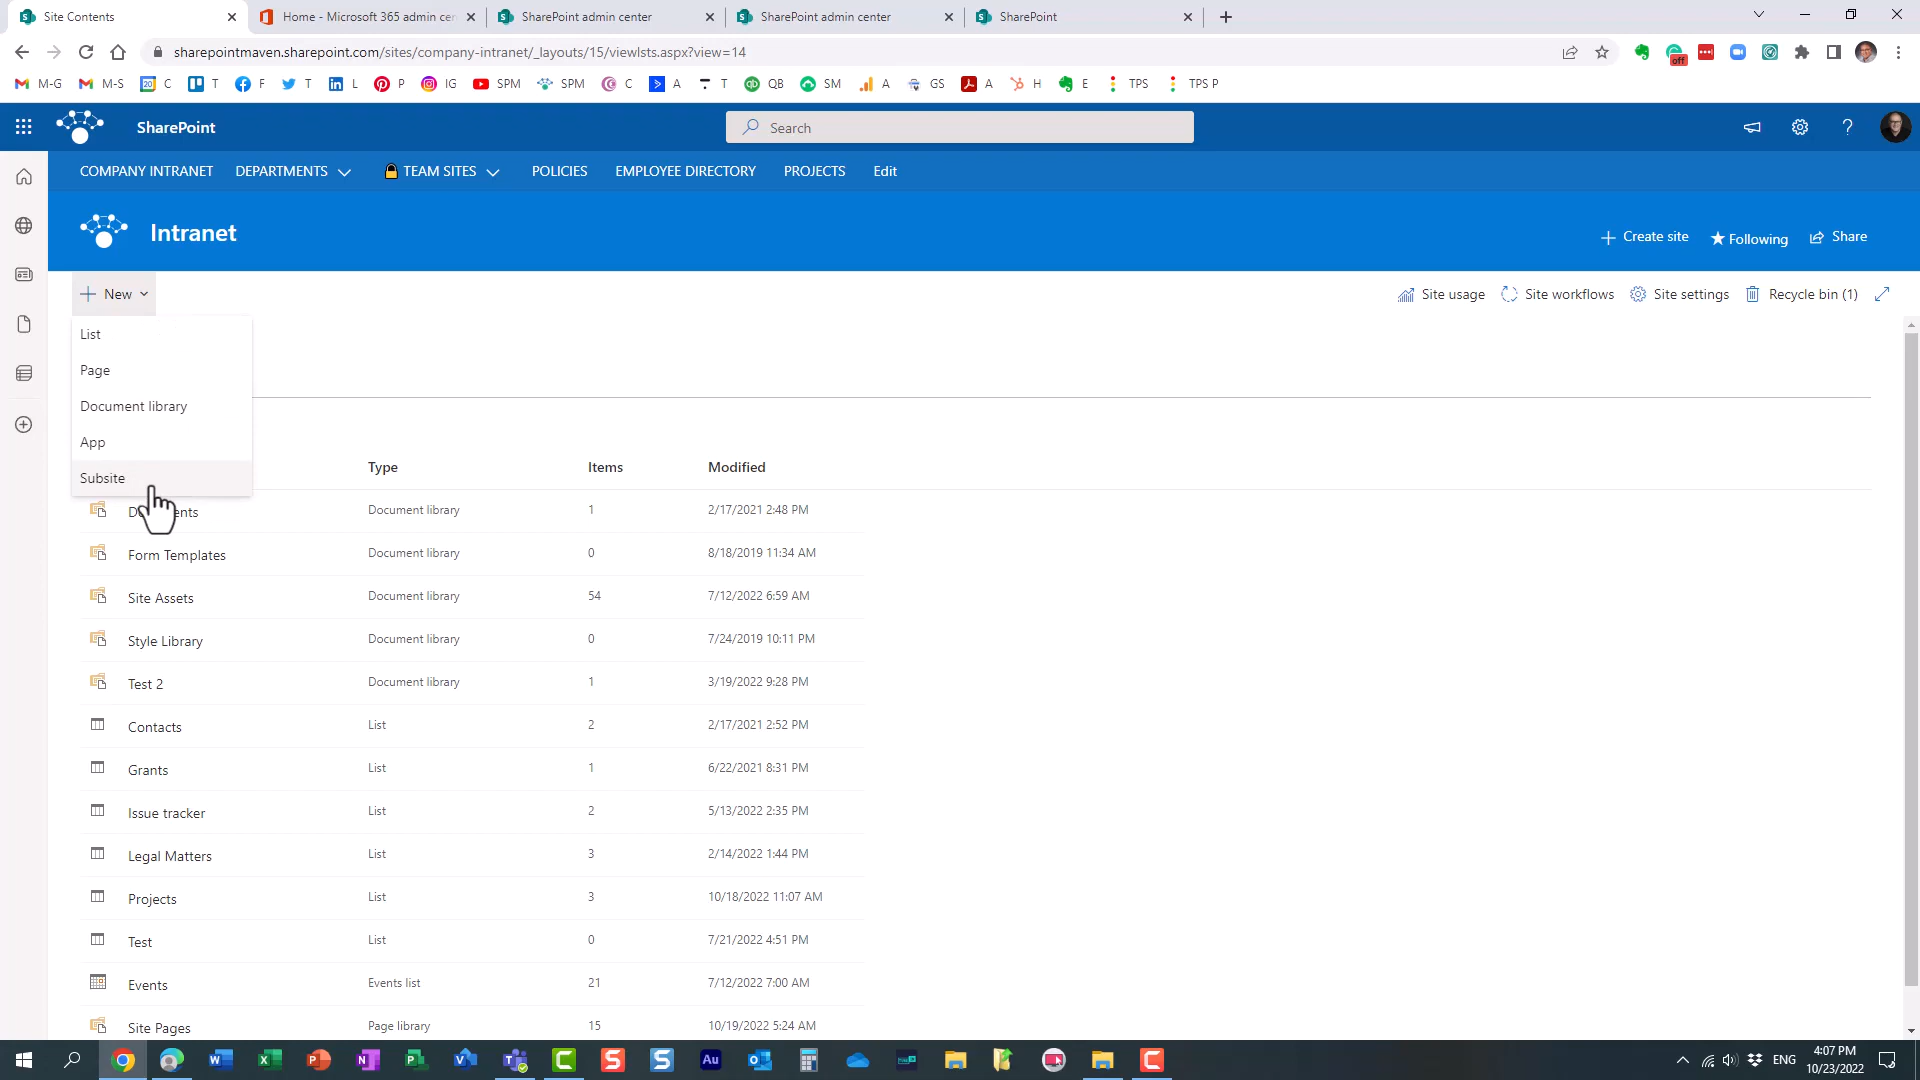 Site Contents
Home - Microsoft 365 admin cen
SharePoint admin center
SharePoint admin center
SharePoint
sharepointmaven.sharepoint.com/sites/company-intranet/_layouts/15/viewlsts.aspx?view=14
off
M-G M-S C T F T L P IG SPM SPM C A T QB SM A GS A H E TPS TPS P
SharePoint
Search
COMPANY INTRANET DEPARTMENTS TEAM SITES POLICIES EMPLOYEE DIRECTORY PROJECTS Edit
Intranet
Create site Following Share
New
Site usage Site workflows Site settings Recycle bin (1)
List
Page
Document library
App
Subsite
Type Items Modified
Document library 1 2/17/2021 2:48 PM
Form Templates Document library 0 8/18/2019 11:34 AM
Site Assets Document library 54 7/12/2022 6:59 AM
Style Library Document library 0 7/24/2019 10:11 PM
Test 2 Document library 1 3/19/2022 9:28 PM
Contacts List 2 2/17/2021 2:52 PM
Grants List 1 6/22/2021 8:31 PM
Issue tracker List 2 5/13/2022 2:35 PM
Legal Matters List 3 2/14/2022 1:44 PM
Projects List 3 10/18/2022 11:07 AM
Test List 0 7/21/2022 4:51 PM
Events Events list 21 7/12/2022 7:00 AM
Site Pages Page library 15 10/19/2022 5:24 AM
ENG
4:07 PM
10/23/2022